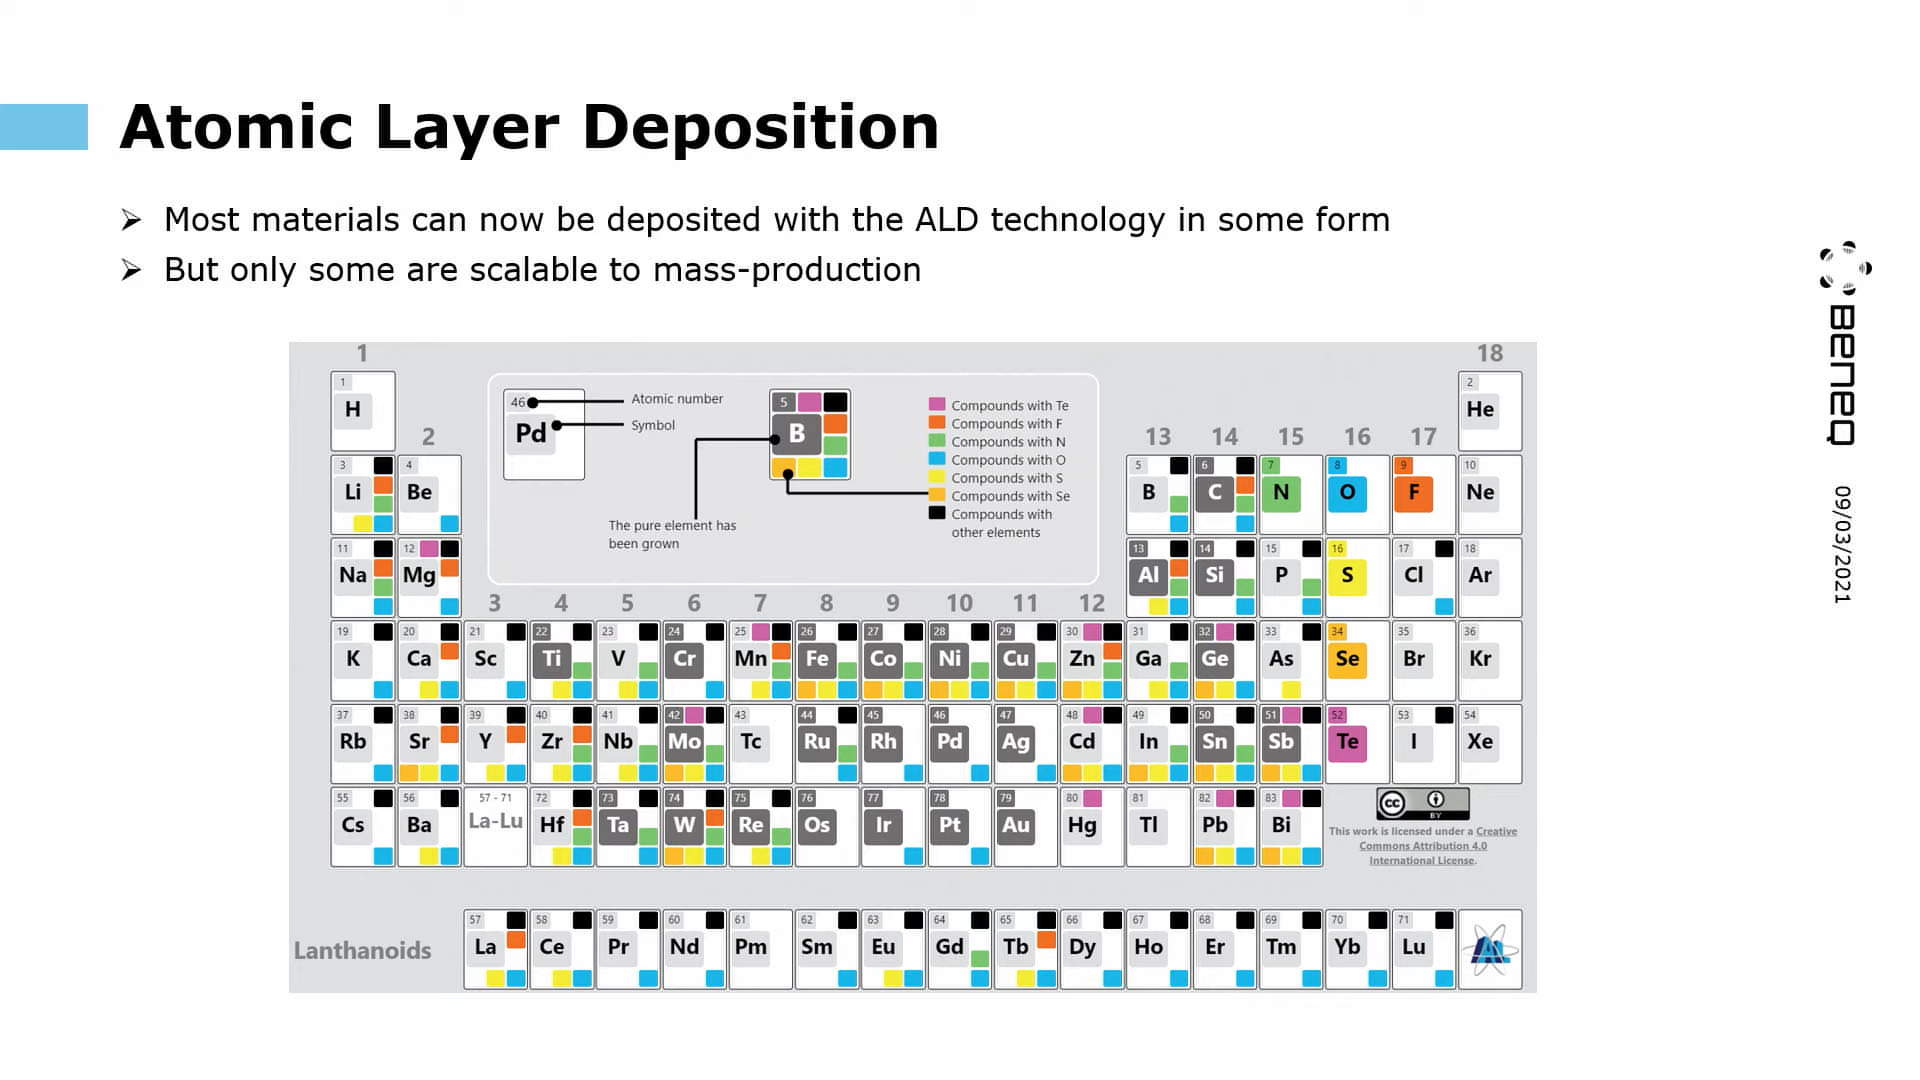 Atomic Layer Deposition
Most materials can now be deposited with the ALD technology in some form
But only some are scalable to mass-production
BENEQ
09/03/2021
1
18
1
H
2
He
46
Pd
Atomic number
Symbol
5
B
The pure element has
been grown
Compounds with Te
Compounds with F
Compounds with N
Compounds with O
Compounds with S
Compounds with Se
Compounds with
other elements
2
13 14 15 16 17
3 4 5 6 7 8 9 10
Li Be B C N O F Ne
11 12 13 14 15 16 17 18
Na Mg Al Si P S Cl Ar
3 4 5 6 7 8 9 10 11 12
19 20 21 22 23 24 25 26 27 28 29 30 31 32 33 34 35 36
K Ca Sc Ti V Cr Mn Fe Co Ni Cu Zn Ga Ge As Se Br Kr
37 38 39 40 41 42 43 44 45 46 47 48 49 50 51 52 53 54
Rb Sr Y Zr Nb Mo Tc Ru Rh Pd Ag Cd In Sn Sb Te I Xe
55 56 57 - 71 72 73 74 75 76 77 78 79 80 81 82 83
Cs Ba La-Lu Hf Ta W Re Os Ir Pt Au Hg Tl Pb Bi
cc BY
This work is licensed under a Creative
Commons Attribution 4.0
International License.
57 58 59 60 61 62 63 64 65 66 67 68 69 70 71
Lanthanoids La Ce Pr Nd Pm Sm Eu Gd Tb Dy Ho Er Tm Yb Lu